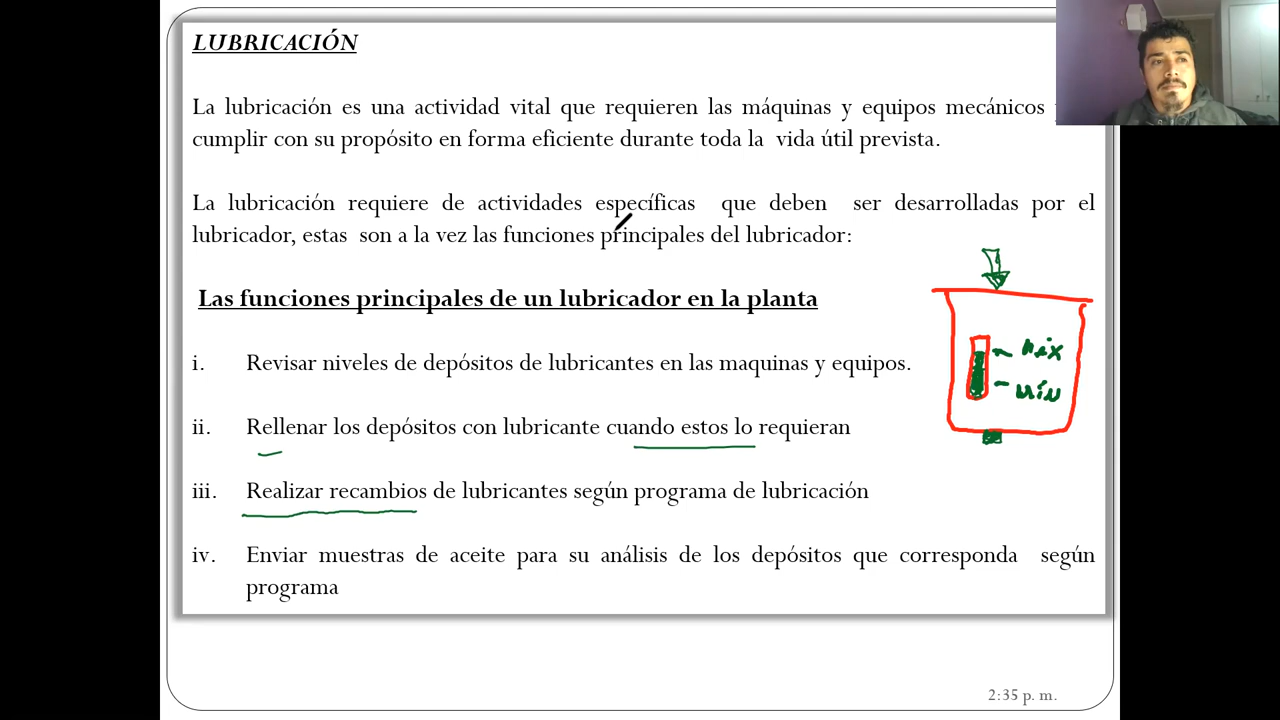 LUBRICACIÓN
La lubricación es una actividad vital que requieren las máquinas y equipos mecánicos
cumplir con su propósito en forma eficiente durante toda la vida útil prevista.
La lubricación requiere de actividades específicas que deben ser desarrolladas por el
lubricador, estas son a la vez las funciones principales del lubricador:
Las funciones principales de un lubricador en la planta
i. Revisar niveles de depósitos de lubricantes en las maquinas y equipos.
máx
mín
ii. Rellenar los depósitos con lubricante cuando estos lo requieran
iii. Realizar recambios de lubricantes según programa de lubricación
iv. Enviar muestras de aceite para su análisis de los depósitos que corresponda según
programa
2:35 p. m.